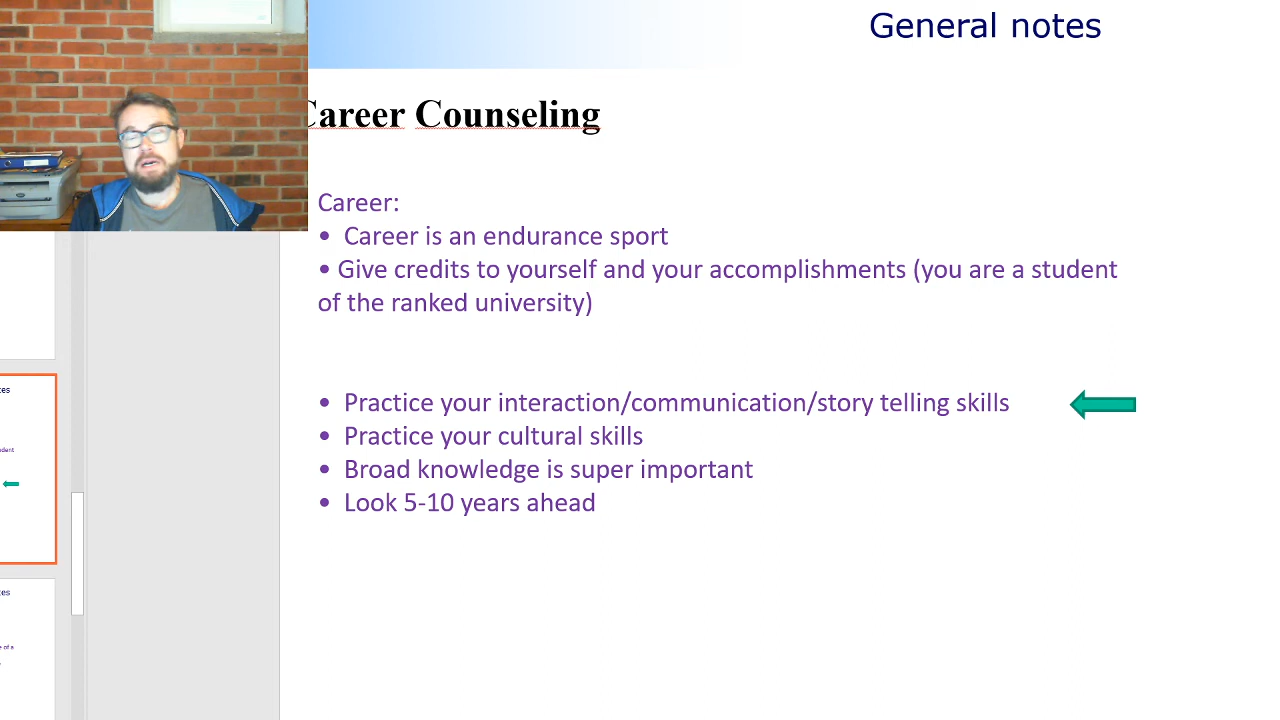 General notes
Career Counseling
Career:
• Career is an endurance sport
• Give credits to yourself and your accomplishments (you are a student
of the ranked university)
• Practice your interaction/communication/story telling skills
• Practice your cultural skills
• Broad knowledge is super important
• Look 5-10 years ahead